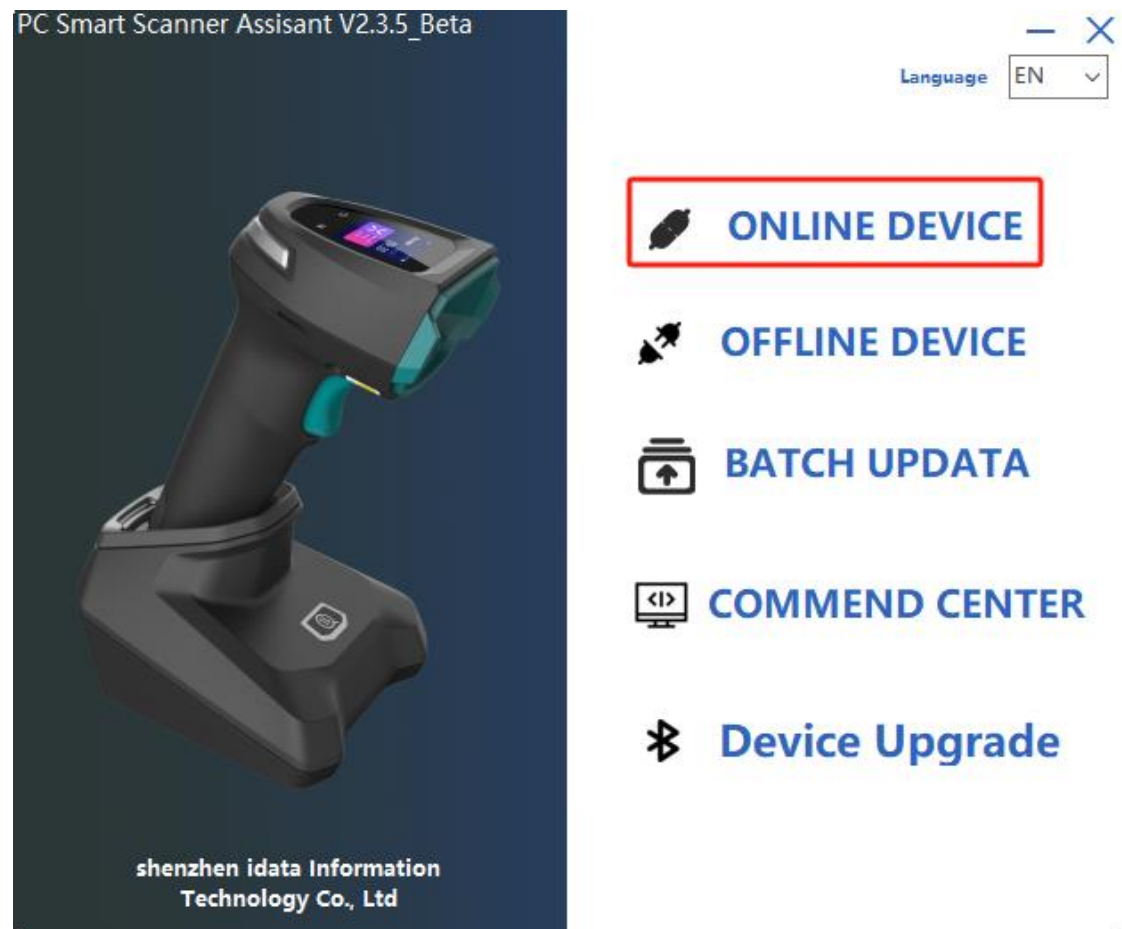 PC Smart Scanner Assisant V2.3.5_Beta
Language EN
ONLINE DEVICE
OFFLINE DEVICE
BATCH UPDATA
COMMEND CENTER
Device Upgrade
shenzhen idata Information
Technology Co., Ltd